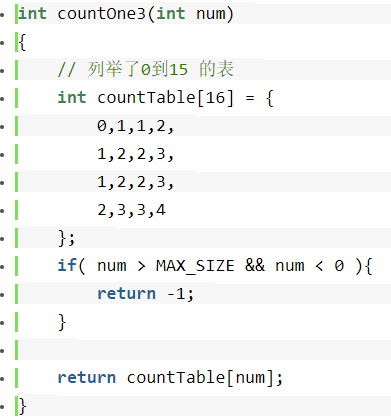 int countOne3(int num)
{
    // 列举了0到15 的表
    int countTable[16] = {
        0,1,1,2,
        1,2,2,3,
        1,2,2,3,
        2,3,3,4
    };
    if( num > MAX_SIZE && num < 0 ){
        return -1;
    }

    return countTable[num];
}